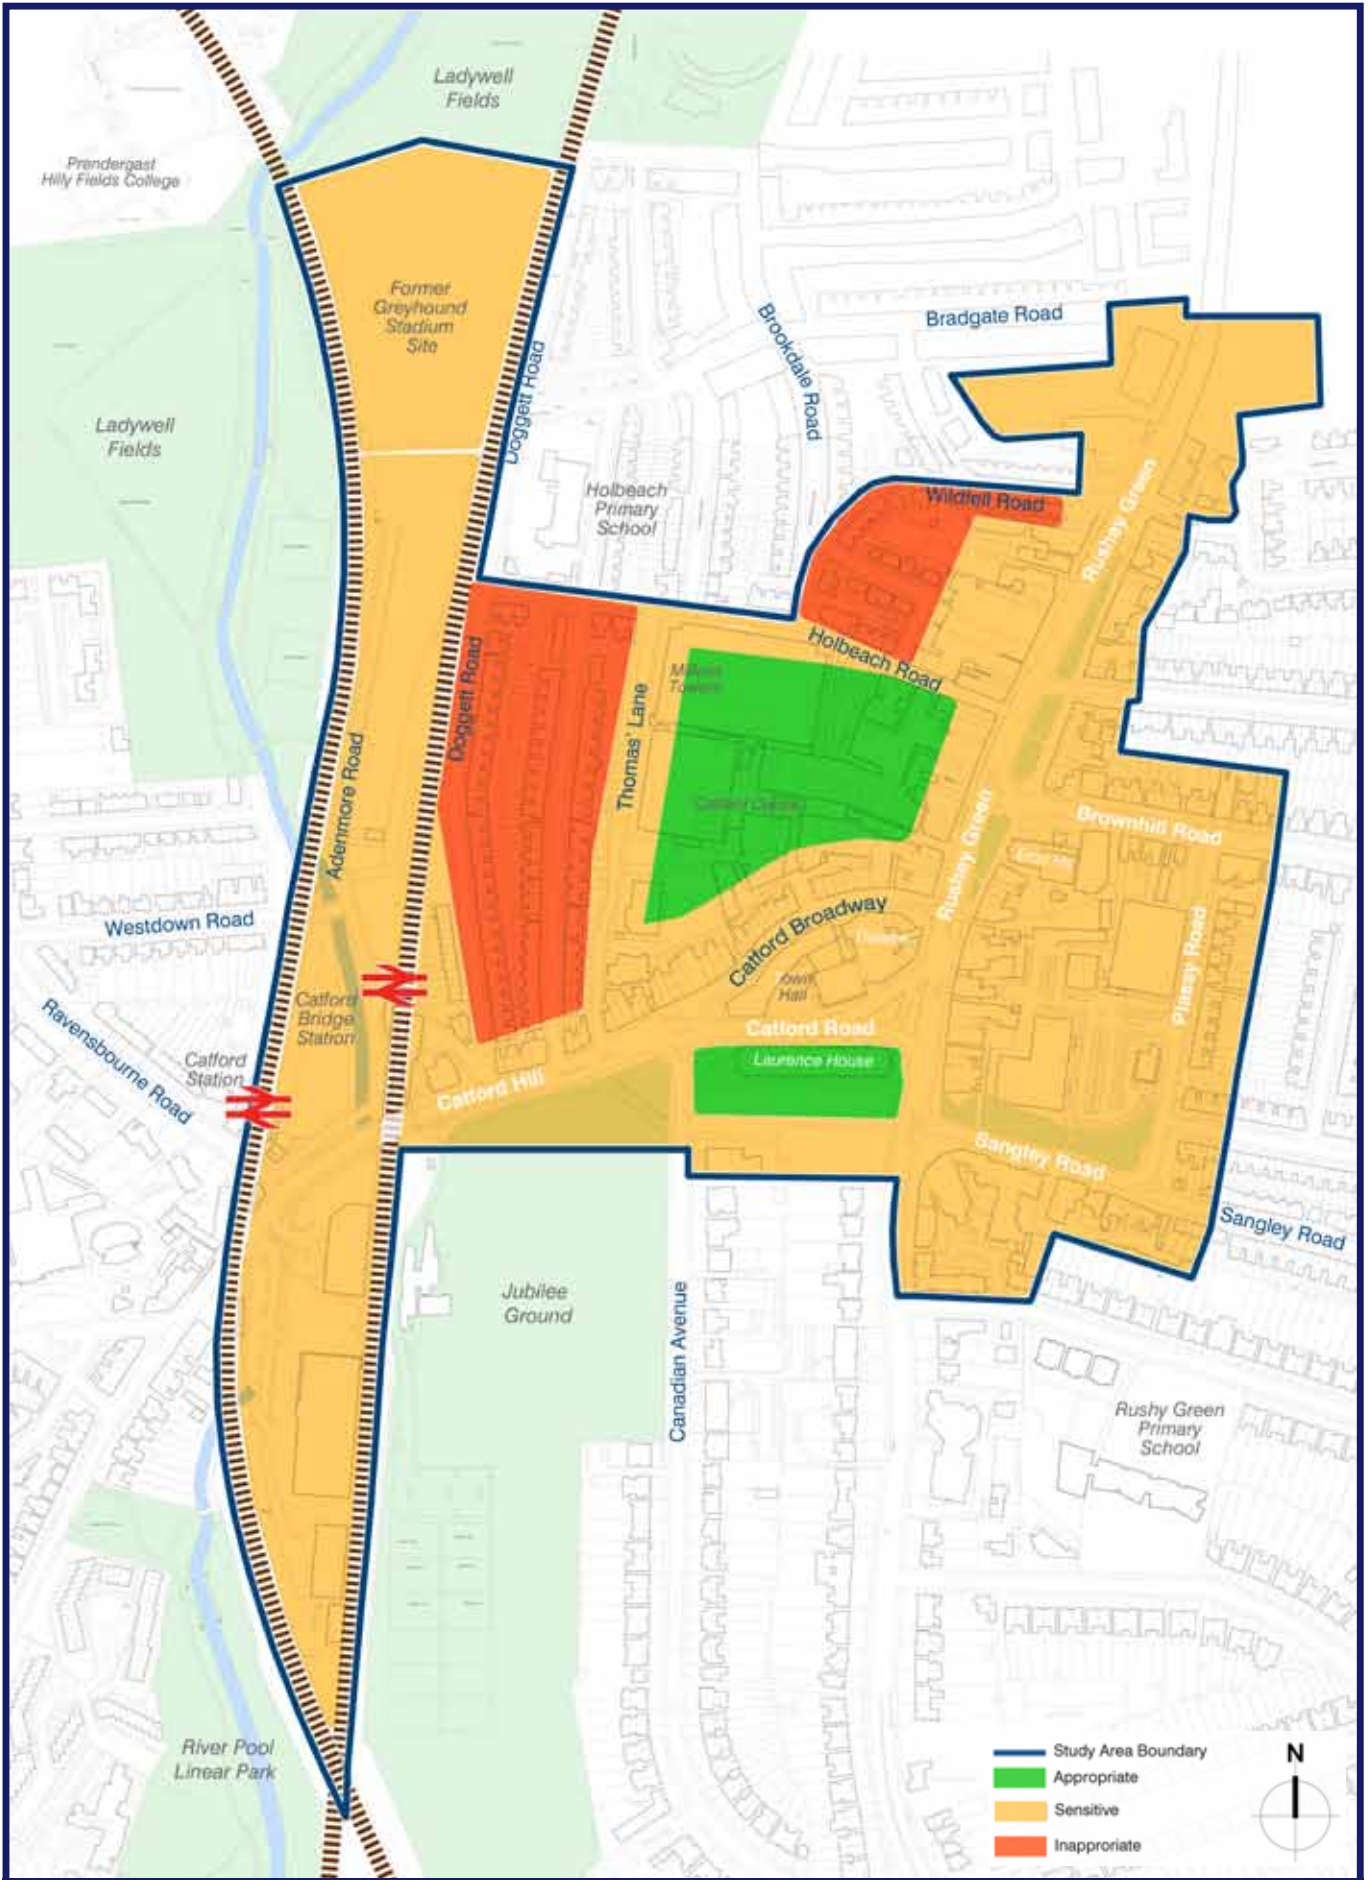 Ladywell
Fields
Prendergast
Hilly Fields College
Former
Greyhound
Stadium
Site
Bradgate Road
Brookdale Road
Doggett Road
Ladywell
Fields
Holbeach
Primary
School
Wildfell Road
Rushay Green
Holbeach Road
Doggett Road
Towers
Thomas' Lane
Adenmore Road
Rushay Green
Brownhill Road
Westdown Road
Catford Broadway
Plassy Road
Town
Hall
Catford
Bridge
Station
Ravensbourne Road
Catford Road
Laurence House
Catford
Station
Catford Hill
Sangley Road
Sangley Road
Jubilee
Ground
Canadian Avenue
Rushy Green
Primary
School
River Pool
Linear Park
Study Area Boundary
Appropriate
Sensitive
Inapproriate
N